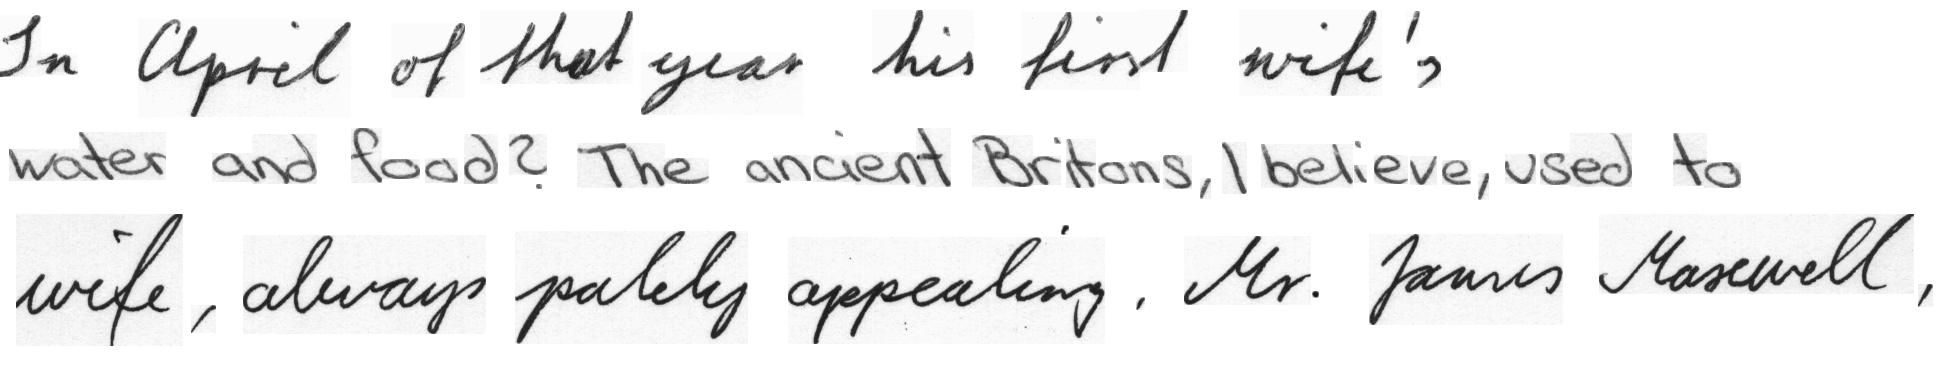 In April of that year his first wife's
water and food? The ancient Britons, I believe, used to
wife, always palely appealing. Mr. James Maxwell,